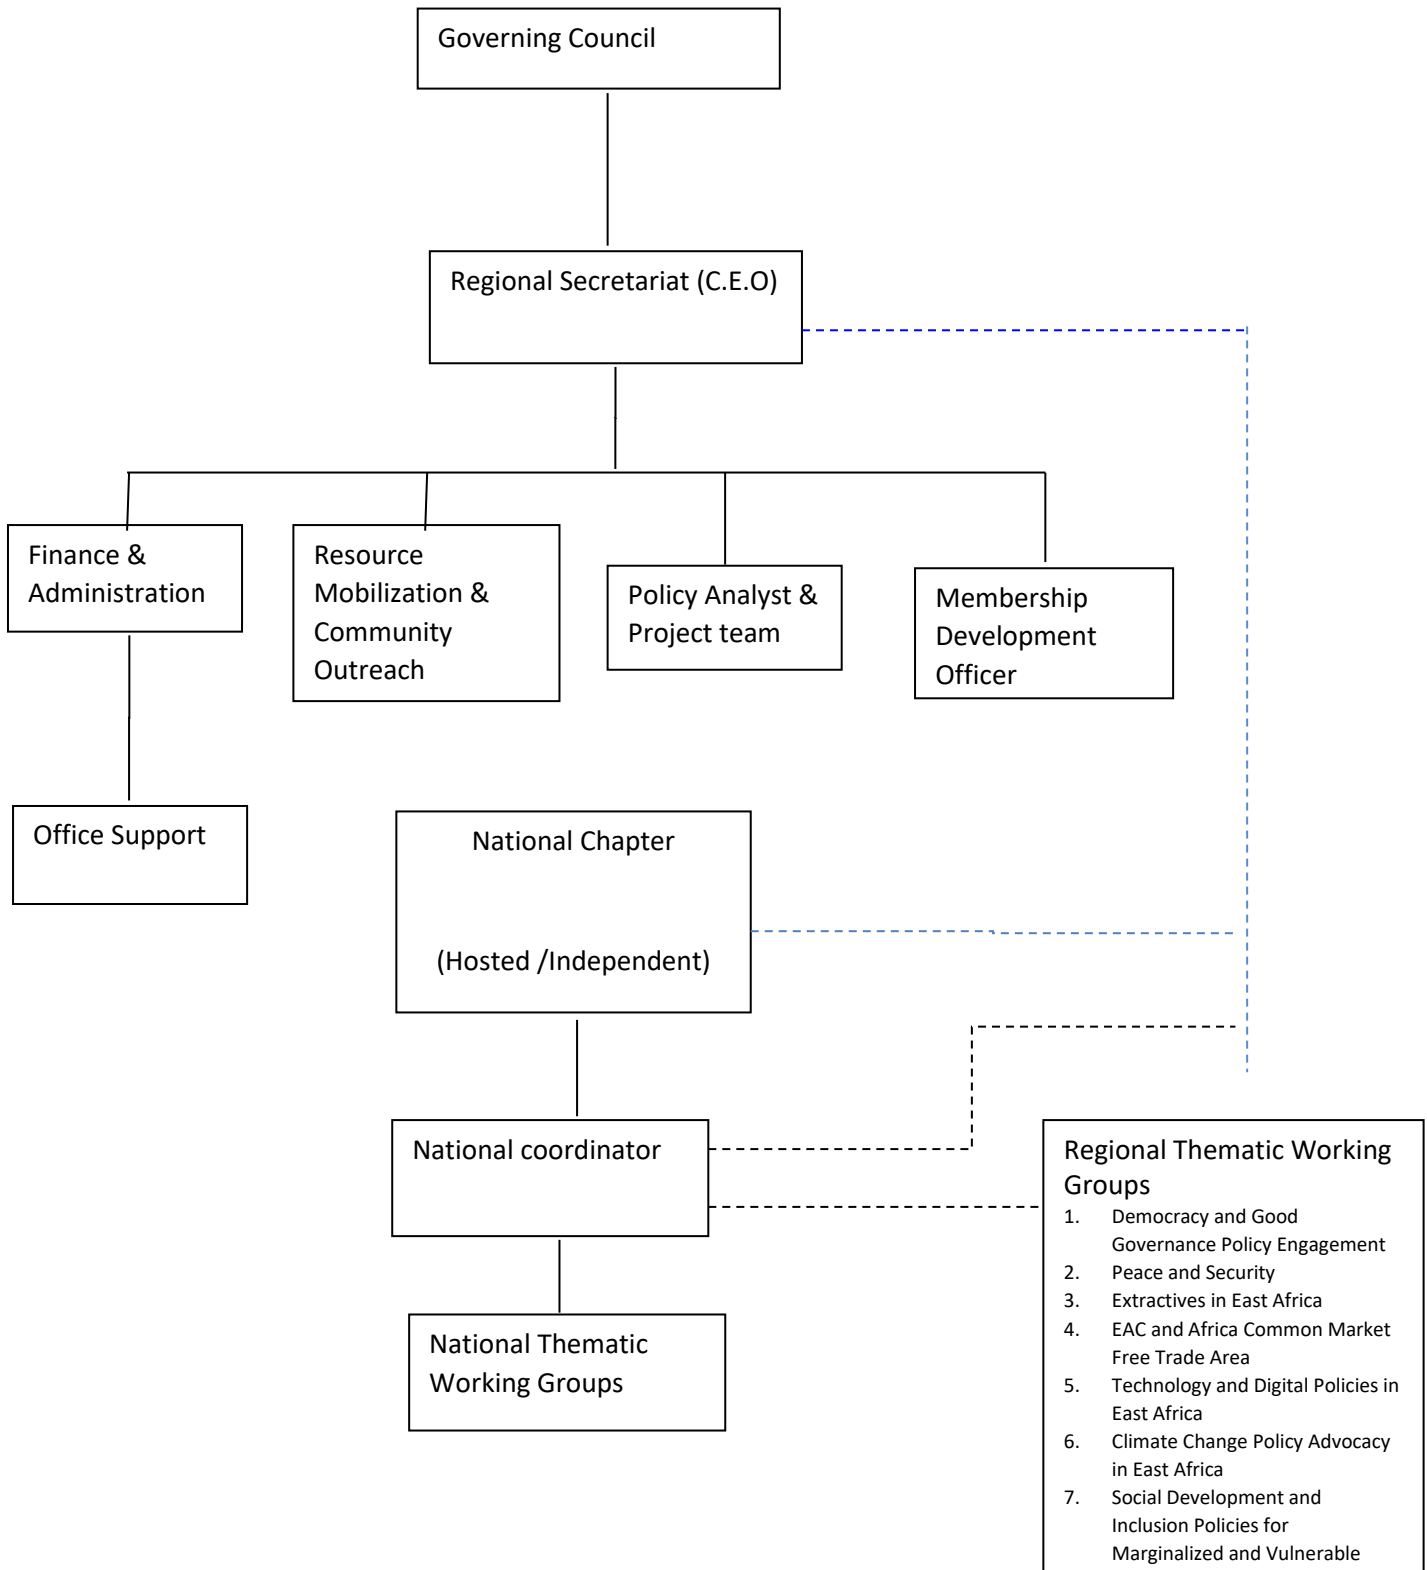 Governing Council
Regional Secretariat (C.E.O)
Finance &
Administration
Resource
Mobilization &
Community
Outreach
Policy Analyst &
Project team
Membership
Development
Officer
Office Support
National Chapter
(Hosted /Independent)
National coordinator
National Thematic
Working Groups
Regional Thematic Working
Groups
1. Democracy and Good
Governance Policy Engagement
2. Peace and Security
3. Extractives in East Africa
4. EAC and Africa Common Market
Free Trade Area
5. Technology and Digital Policies in
East Africa
6. Climate Change Policy Advocacy
in East Africa
7. Social Development and
Inclusion Policies for
Marginalized and Vulnerable